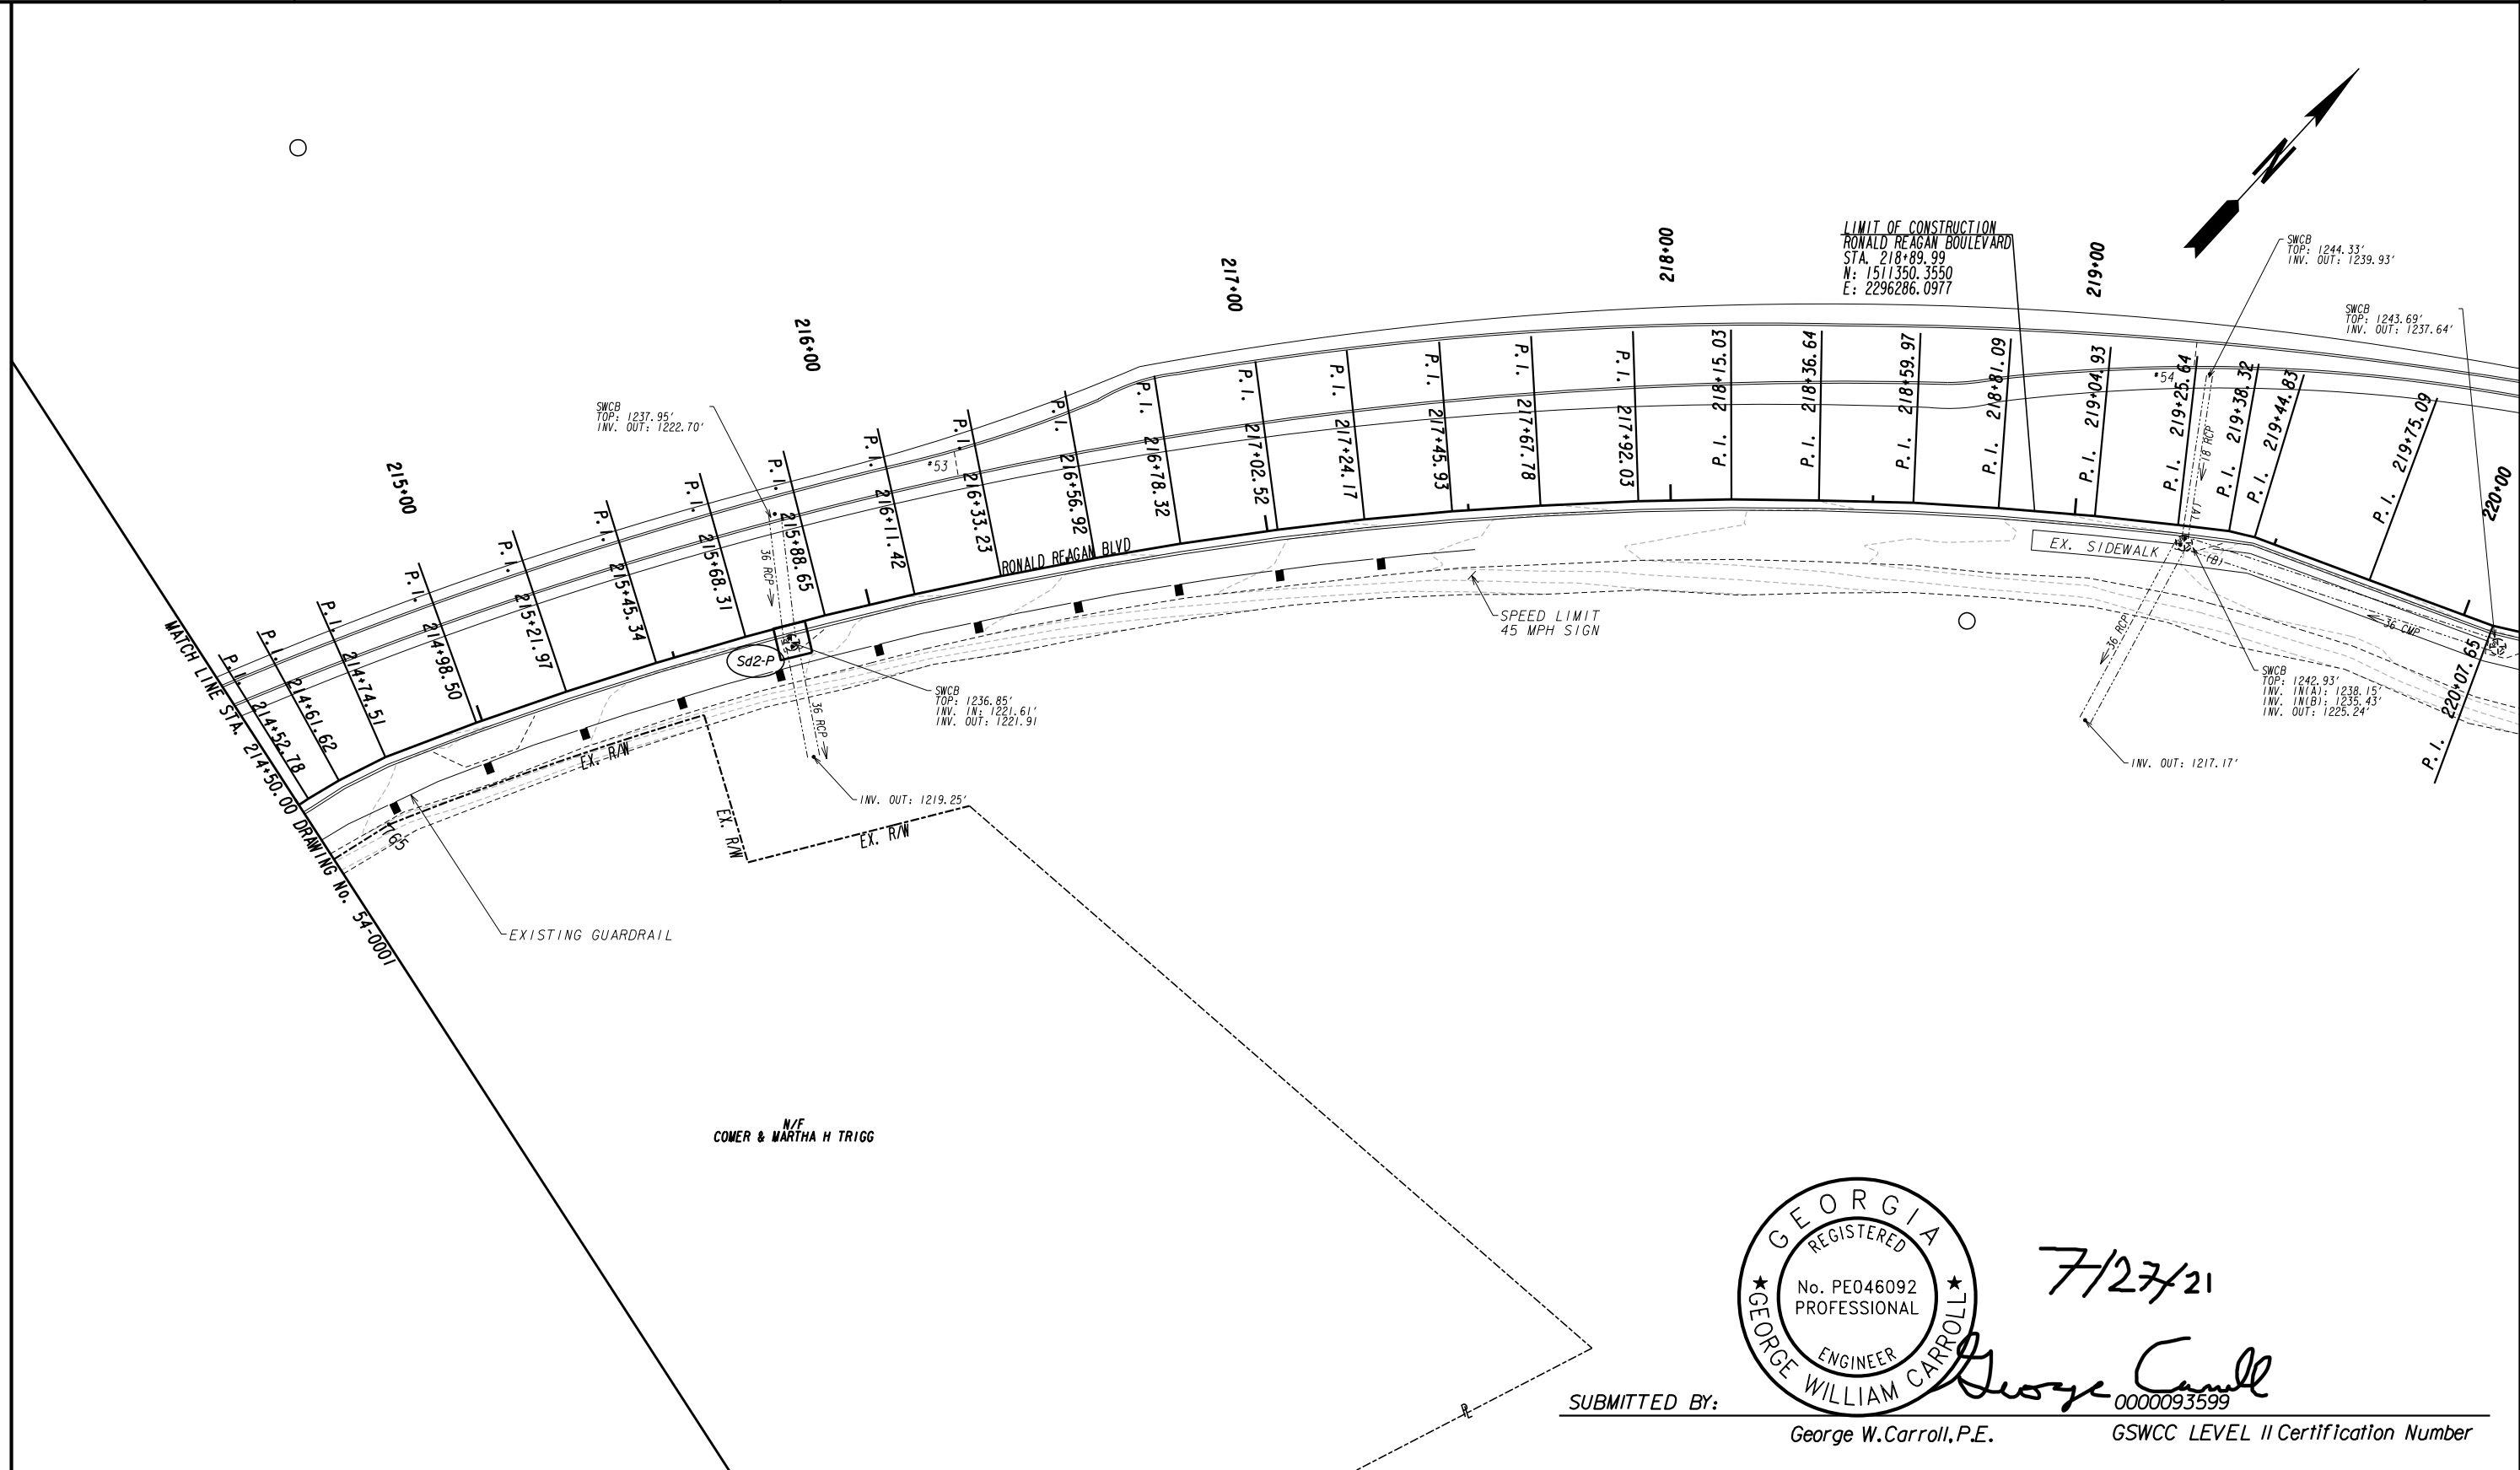 N
LIMIT OF CONSTRUCTION
RONALD REAGAN BOULEVARD
STA. 218+89.99
N: 1511350.3550
E: 2296286.0977
SWCB
TOP: 1244.33'
INV. OUT: 1239.93'
SWCB
TOP: 1243.69'
INV. OUT: 1237.64'
215+00
216+00
217+00
218+00
219+00
220+00
SWCB
TOP: 1237.95'
INV. OUT: 1222.70'
P.I. 214+52.78
P.I. 214+61.62
P.I. 214+74.51
P.I. 214+98.50
P.I. 215+21.97
P.I. 215+45.34
P.I. 215+68.31
P.I. 215+88.65
P.I. 216+11.42
P.I. 216+33.23
P.I. 216+56.92
P.I. 216+78.32
P.I. 217+02.52
P.I. 217+24.17
P.I. 217+45.93
P.I. 217+67.78
P.I. 217+92.03
P.I. 218+15.03
P.I. 218+36.64
P.I. 218+59.97
P.I. 218+81.09
P.I. 219+04.93
P.I. 219+25.64
P.I. 219+38.32
P.I. 219+44.83
P.I. 219+75.09
P.I. 220+07.65
#53
#54
36 RCP
18 RCP
(A)
(B)
RONALD REAGAN BLVD
EX. SIDEWALK
36 RCP
36 CMP
Sd2-P
SPEED LIMIT
45 MPH SIGN
SWCB
TOP: 1236.85'
INV. IN: 1221.61'
INV. OUT: 1221.91
36 RCP
SWCB
TOP: 1242.93'
INV. IN(A): 1238.15'
INV. IN(B): 1235.43'
INV. OUT: 1225.24'
INV. OUT: 1217.17'
INV. OUT: 1219.25'
EX. R/W
EX. R/W
EX. R/W
765
MATCH LINE STA. 214+50.00 DRAWING No. 54-0001
EXISTING GUARDRAIL
N/F
COMER & MARTHA H TRIGG
PL
GEORGIA
REGISTERED
No. PE046092
PROFESSIONAL
ENGINEER
GEORGE WILLIAM CARROLL
7/27/21
George Carroll
SUBMITTED BY:
0000093599
George W.Carroll,P.E.
GSWCC LEVEL II Certification Number